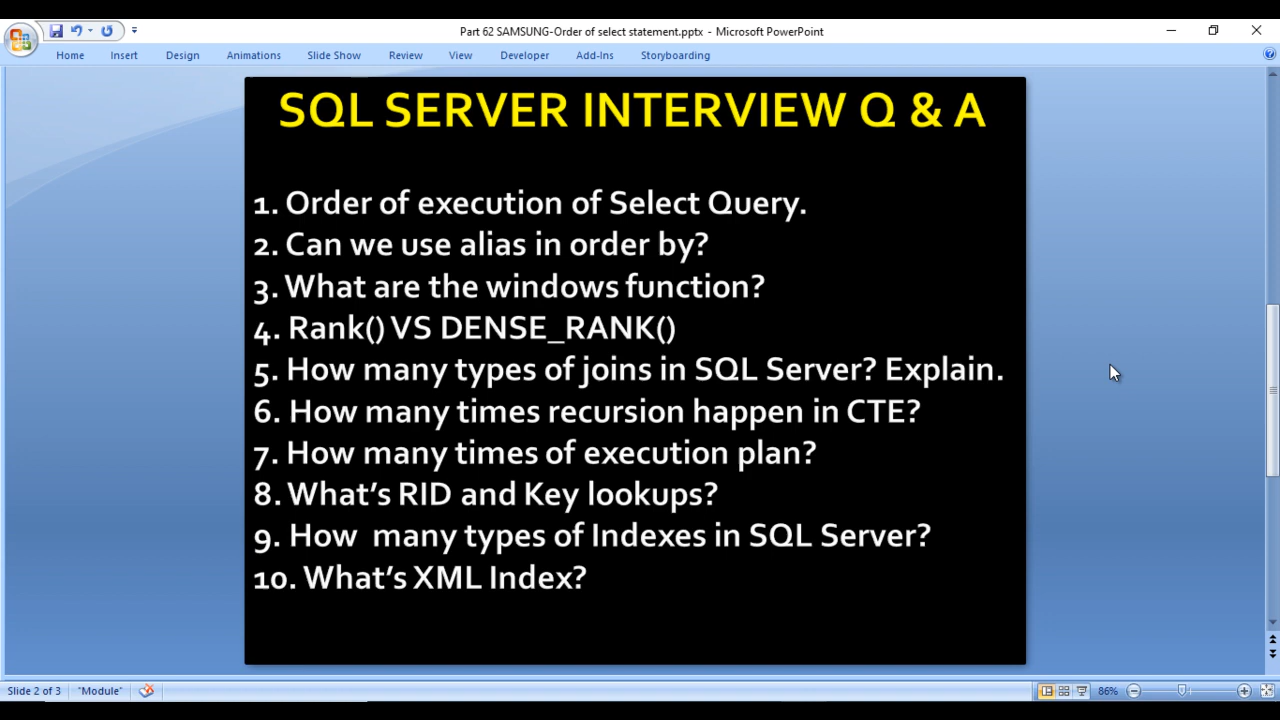 Part 62 SAMSUNG-Order of select statement.pptx - Microsoft PowerPoint
Home Insert Design Animations Slide Show Review View Developer Add-Ins Storyboarding
SQL SERVER INTERVIEW Q & A
1. Order of execution of Select Query.
2. Can we use alias in order by?
3. What are the windows function?
4. Rank() VS DENSE_RANK()
5. How many types of joins in SQL Server? Explain.
6. How many times recursion happen in CTE?
7. How many times of execution plan?
8. What's RID and Key lookups?
9. How  many types of Indexes in SQL Server?
10. What's XML Index?
Slide 2 of 3 "Module" 86%